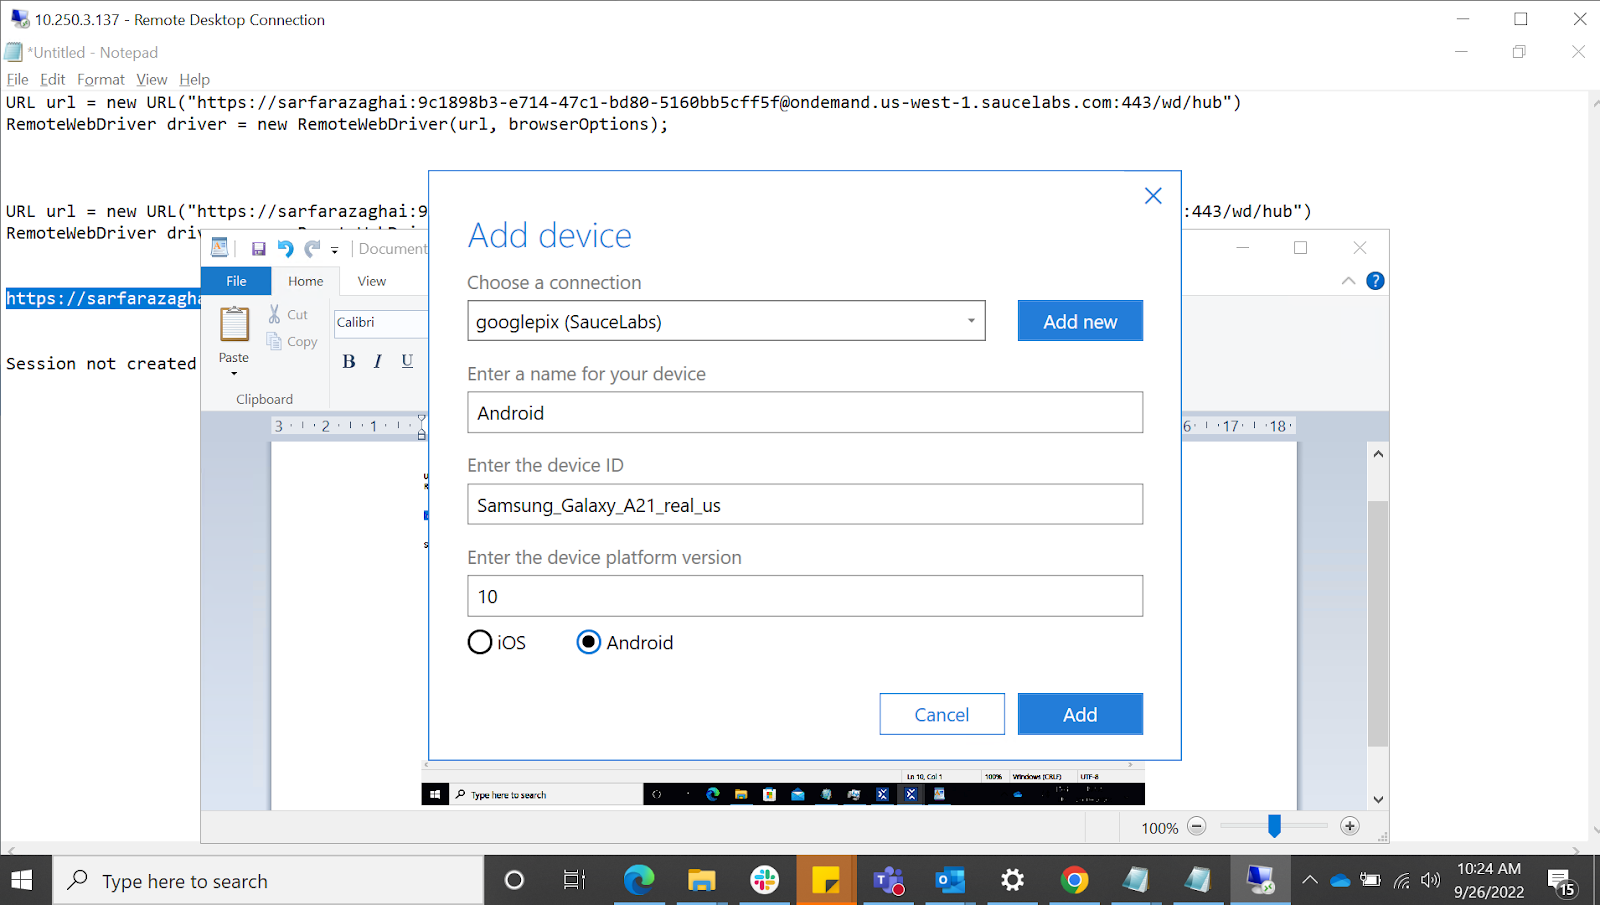 10.250.3.137 - Remote Desktop Connection
*Untitled - Notepad
File Edit Format View Help
URL url = new URL("https://sarfarazaghai:9c1898b3-e714-47c1-bd80-5160bb5cff5f@ondemand.us-west-1.saucelabs.com:443/wd/hub")
RemoteWebDriver driver = new RemoteWebDriver(url, browserOptions);
URL url = new URL("https://sarfarazaghai:9 :443/wd/hub")
RemoteWebDriver driv
https://sarfarazagha
Session not created
Document
File Home View
Cut
Copy
Paste
Clipboard
Calibri
B I U
3 2 1 6 17 18
Add device
Choose a connection
googlepix (SauceLabs)
Add new
Enter a name for your device
Android
Enter the device ID
Samsung_Galaxy_A21_real_us
Enter the device platform version
10
iOS Android
Cancel Add
Ln 10, Col 1 100% Windows (CRLF) UTF-8
Type here to search
100%
Type here to search
10:24 AM
9/26/2022
15